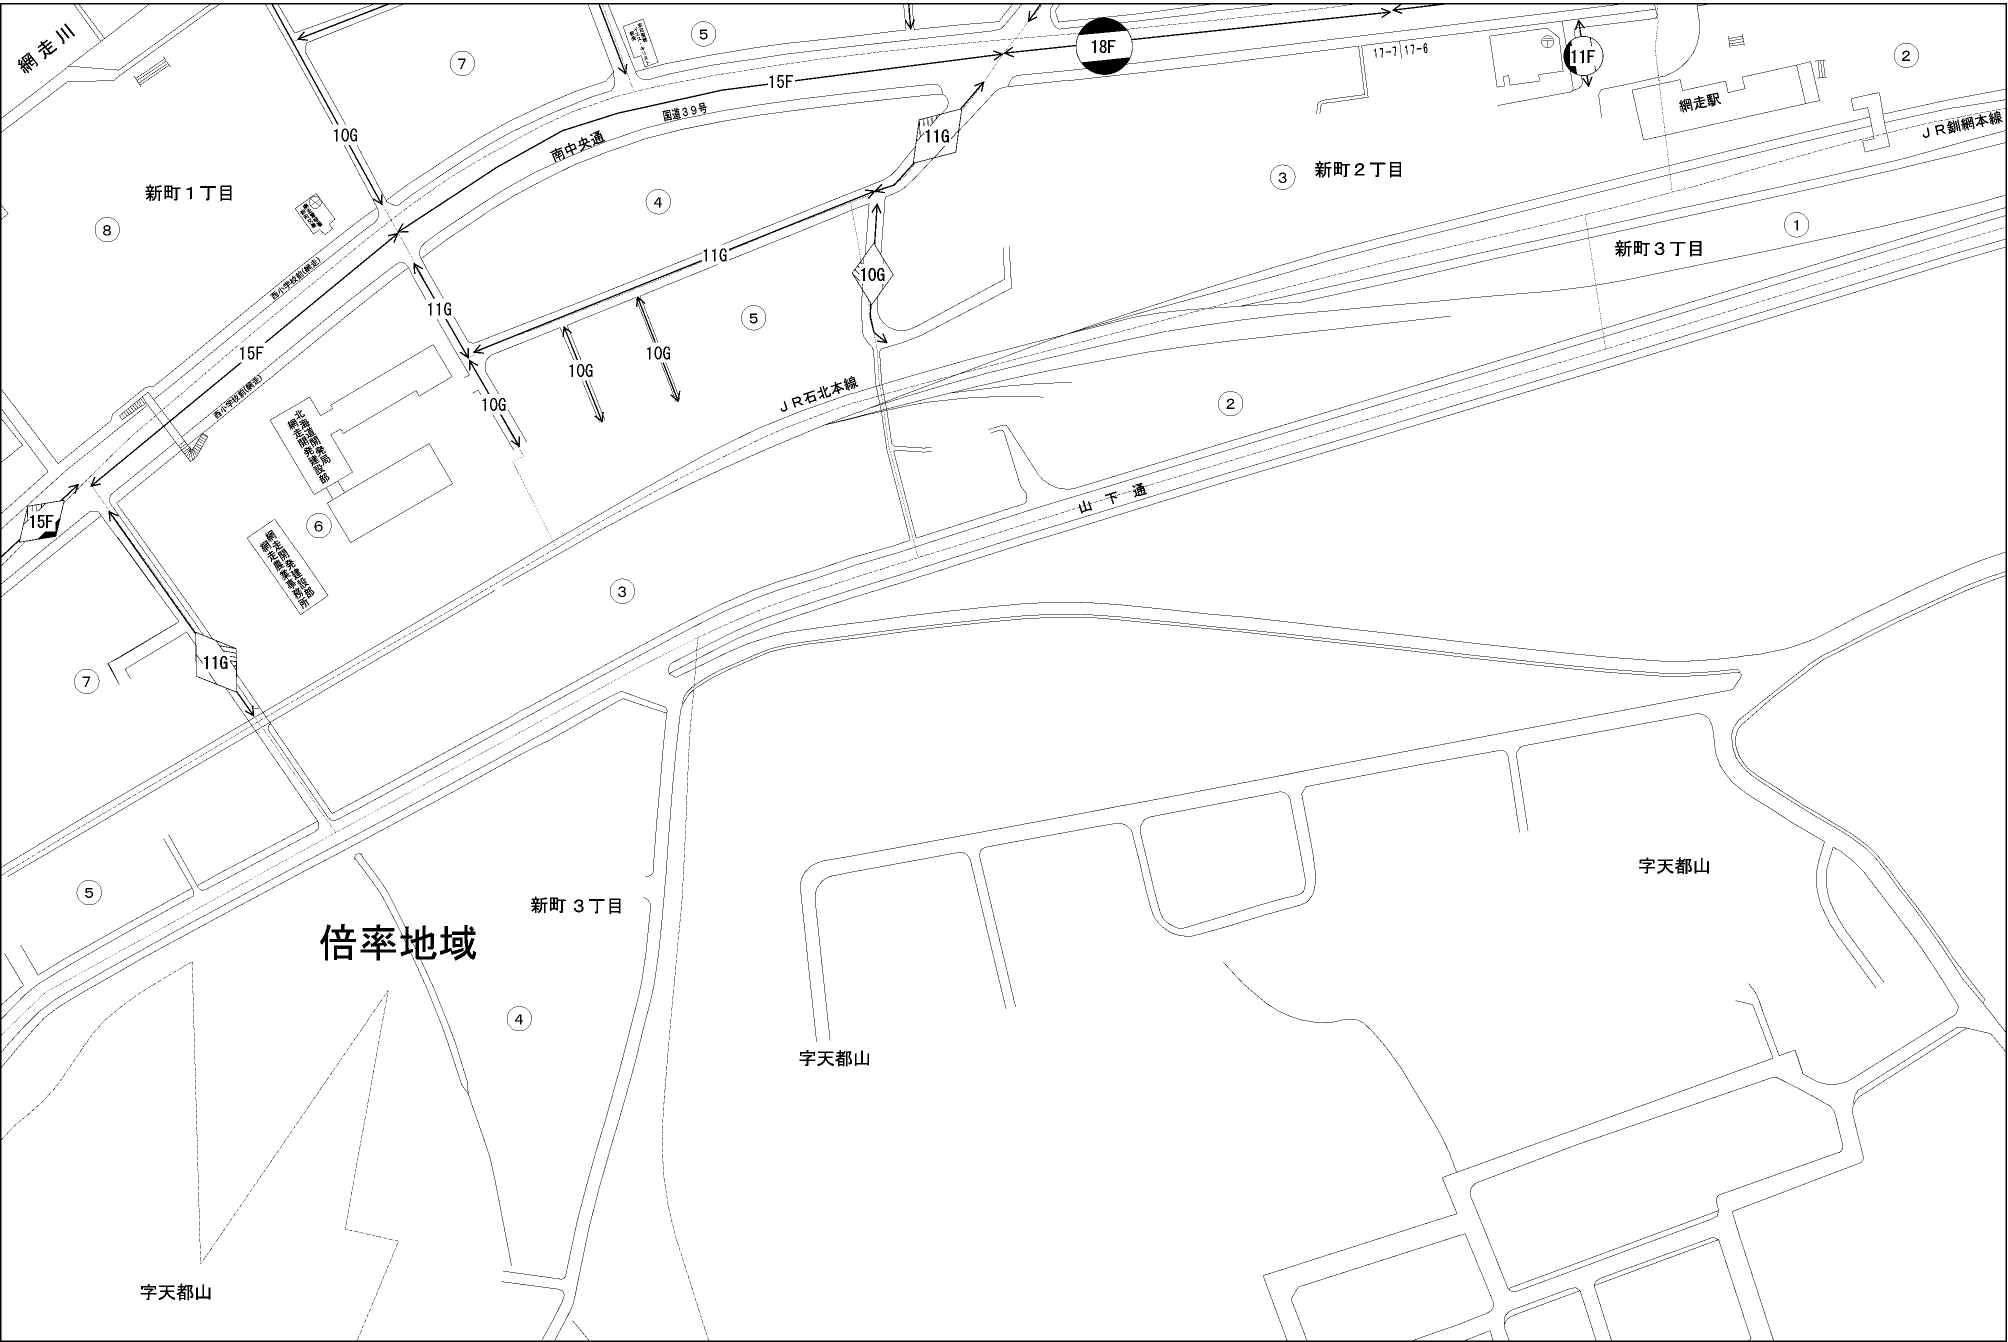 網走川
⑦
⑤
18F
17-7
17-6
11F
②
15F
国道39号
南中央通
10G
11G
網走駅
JR釧網本線
新町1丁目
④
③
新町2丁目
⑧
①
新町3丁目
西小学校前(網走)
11G
11G
10G
⑤
15F
西小学校前(網走)
10G
10G
10G
JR石北本線
②
北海道開発局
網走開発建設部
山下通
15F
⑥
網走開発建設部
網走農業事務所
③
11G
⑦
⑤
新町3丁目
字天都山
倍率地域
④
字天都山
字天都山